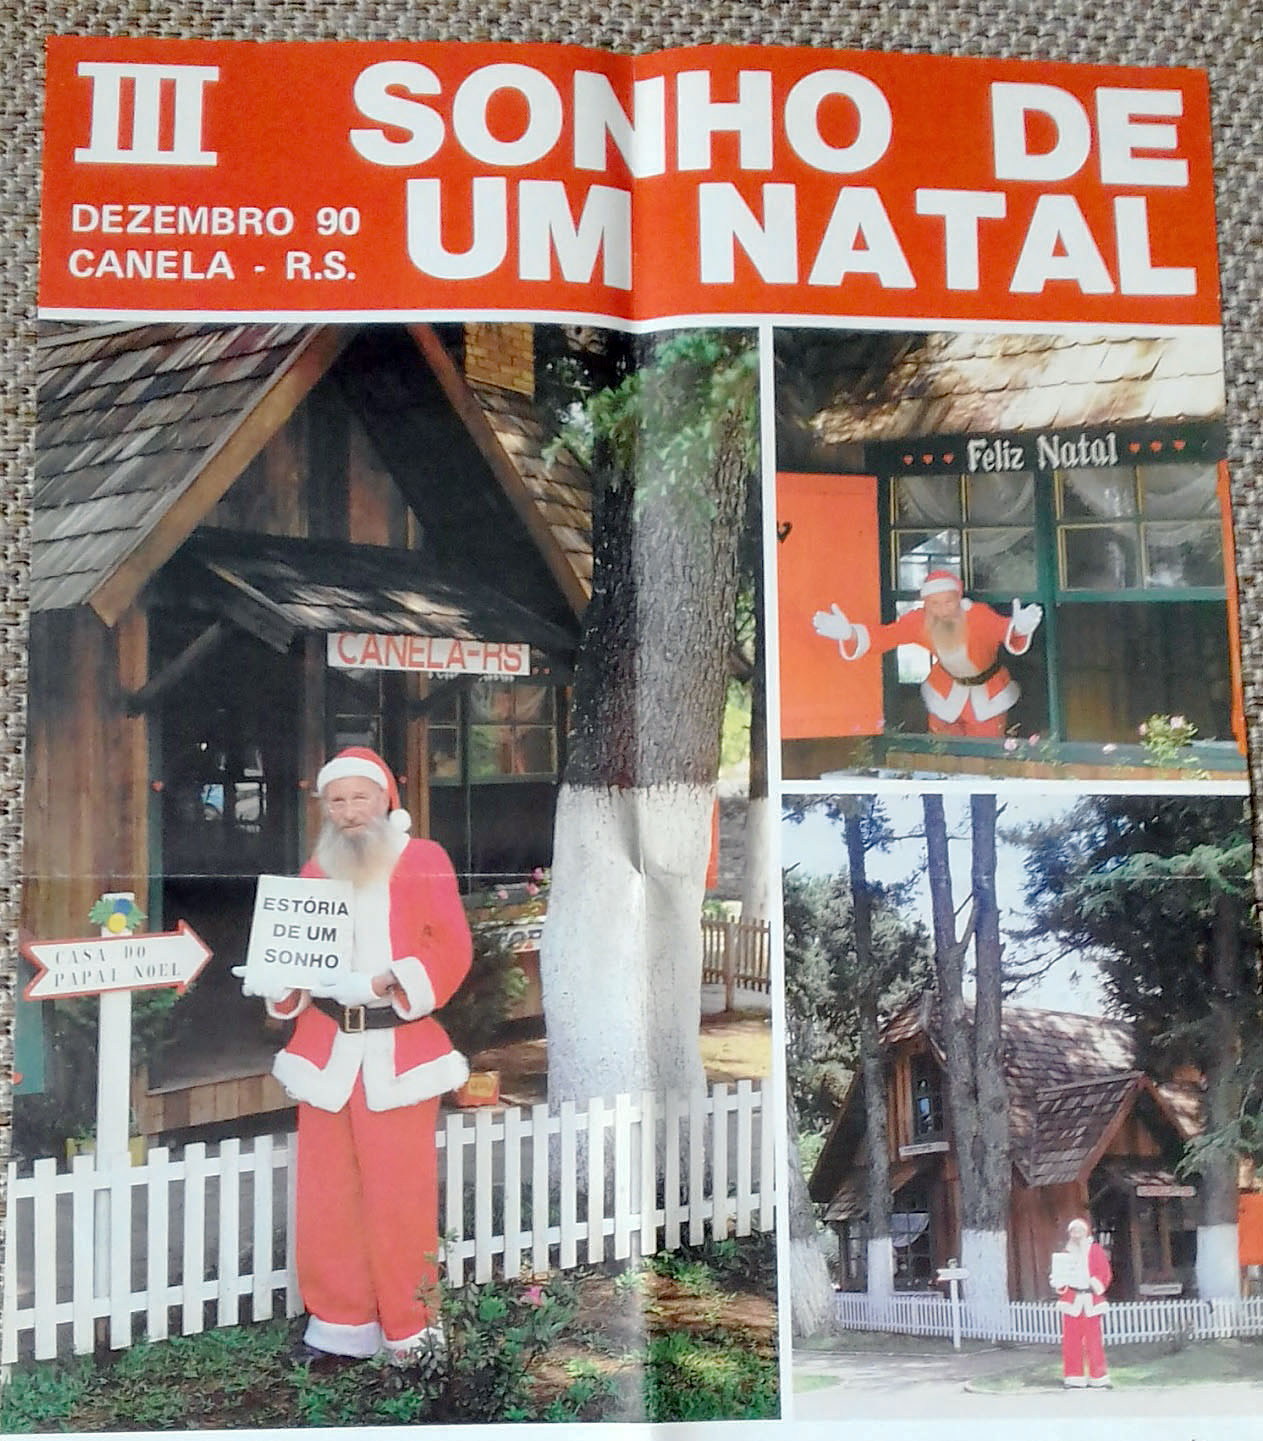 III
SONHO DE
UM NATAL
DEZEMBRO 90
CANELA - R.S.
CANELA-RS
ESTÓRIA
DE UM
SONHO
CASA DO
PAPAI NOEL
Feliz Natal